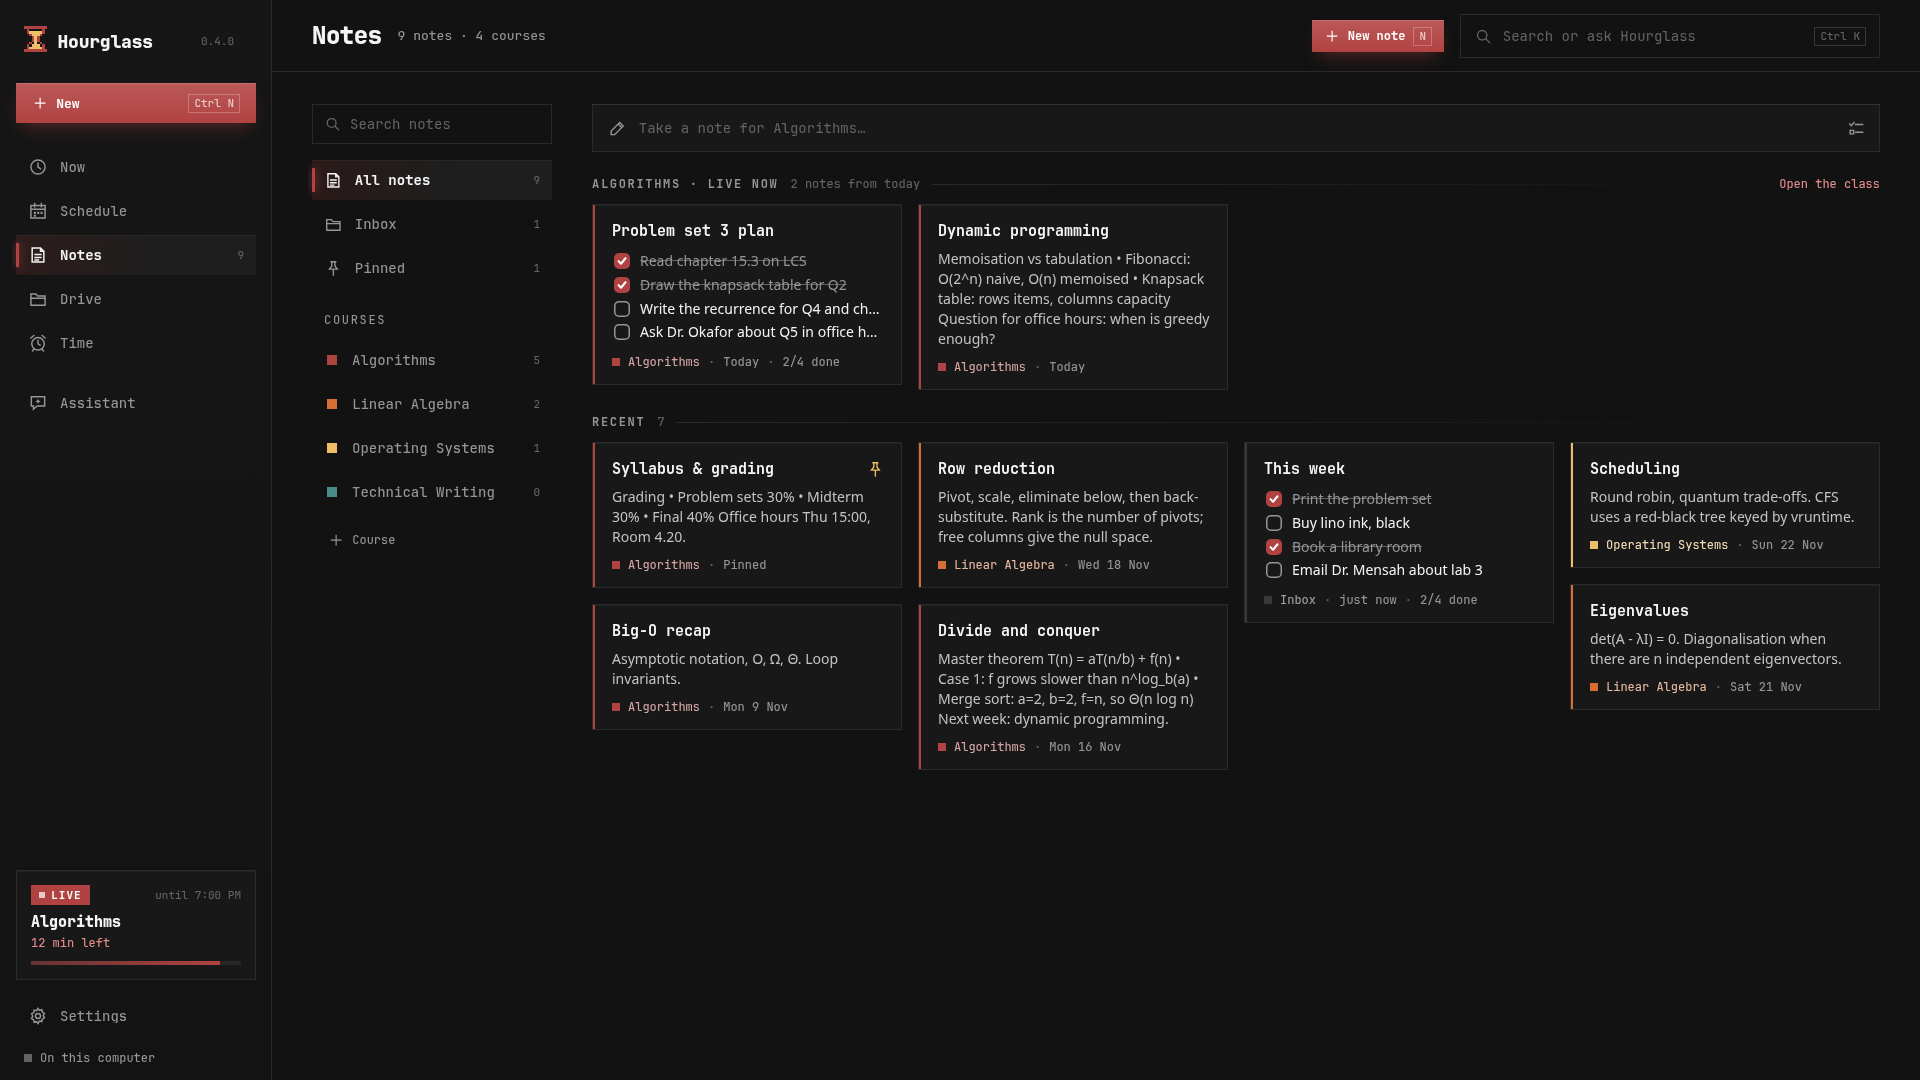 Hourglass 0.4.0
New Ctrl N
Now
Schedule
Notes 9
Drive
Time
Assistant
LIVE until 7:00 PM
Algorithms
12 min left
Settings
On this computer
Notes 9 notes · 4 courses
New note N
Search or ask Hourglass Ctrl K
Search notes
All notes 9
Inbox 1
Pinned 1
COURSES
Algorithms 5
Linear Algebra 2
Operating Systems 1
Technical Writing 0
Course
Take a note for Algorithms…
ALGORITHMS · LIVE NOW 2 notes from today
Open the class
Problem set 3 plan
Read chapter 15.3 on LCS
Draw the knapsack table for Q2
Write the recurrence for Q4 and ch…
Ask Dr. Okafor about Q5 in office h…
Algorithms · Today · 2/4 done
Dynamic programming
Memoisation vs tabulation • Fibonacci:
O(2^n) naive, O(n) memoised • Knapsack
table: rows items, columns capacity
Question for office hours: when is greedy
enough?
Algorithms · Today
RECENT 7
Syllabus & grading
Grading • Problem sets 30% • Midterm
30% • Final 40% Office hours Thu 15:00,
Room 4.20.
Algorithms · Pinned
Row reduction
Pivot, scale, eliminate below, then back-
substitute. Rank is the number of pivots;
free columns give the null space.
Linear Algebra · Wed 18 Nov
This week
Print the problem set
Buy lino ink, black
Book a library room
Email Dr. Mensah about lab 3
Inbox · just now · 2/4 done
Scheduling
Round robin, quantum trade-offs. CFS
uses a red-black tree keyed by vruntime.
Operating Systems · Sun 22 Nov
Big-O recap
Asymptotic notation, O, Ω, Θ. Loop
invariants.
Algorithms · Mon 9 Nov
Divide and conquer
Master theorem T(n) = aT(n/b) + f(n) •
Case 1: f grows slower than n^log_b(a) •
Merge sort: a=2, b=2, f=n, so Θ(n log n)
Next week: dynamic programming.
Algorithms · Mon 16 Nov
Eigenvalues
det(A - λI) = 0. Diagonalisation when
there are n independent eigenvectors.
Linear Algebra · Sat 21 Nov